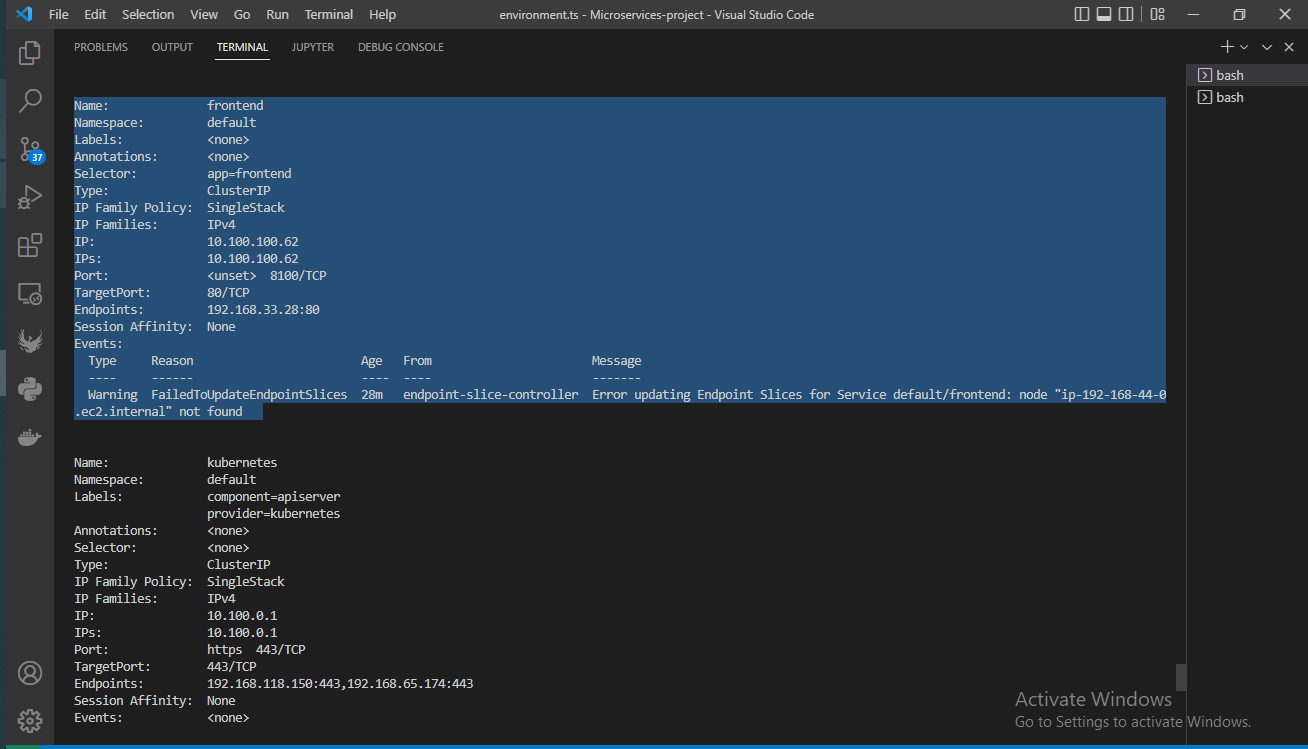 File Edit Selection View Go Run Terminal Help environment.ts - Microservices-project - Visual Studio Code
PROBLEMS OUTPUT TERMINAL JUPYTER DEBUG CONSOLE
bash
bash
37
Name: frontend
Namespace: default
Labels: <none>
Annotations: <none>
Selector: app=frontend
Type: ClusterIP
IP Family Policy: SingleStack
IP Families: IPv4
IP: 10.100.100.62
IPs: 10.100.100.62
Port: <unset> 8100/TCP
TargetPort: 80/TCP
Endpoints: 192.168.33.28:80
Session Affinity: None
Events:
Type Reason Age From Message
---- ------ ---- ---- -------
Warning FailedToUpdateEndpointSlices 28m endpoint-slice-controller Error updating Endpoint Slices for Service default/frontend: node "ip-192-168-44-0
.ec2.internal" not found
Name: kubernetes
Namespace: default
Labels: component=apiserver
provider=kubernetes
Annotations: <none>
Selector: <none>
Type: ClusterIP
IP Family Policy: SingleStack
IP Families: IPv4
IP: 10.100.0.1
IPs: 10.100.0.1
Port: https 443/TCP
TargetPort: 443/TCP
Endpoints: 192.168.118.150:443,192.168.65.174:443
Session Affinity: None
Events: <none>
Activate Windows
Go to Settings to activate Windows.